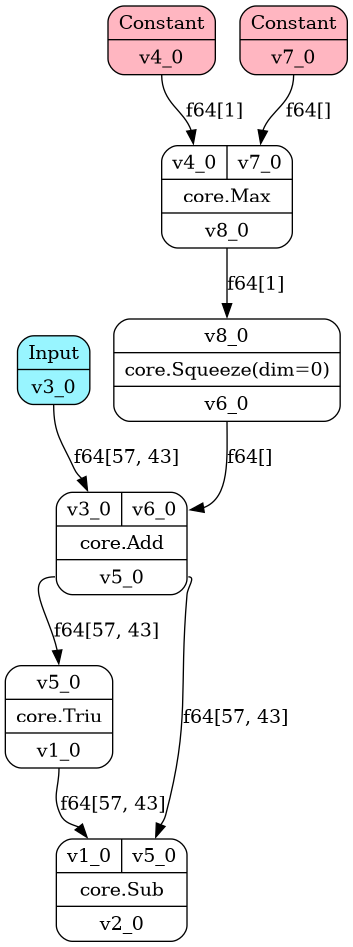 Constant
v4_0
Constant
v7_0
f64[1]
f64[]
v4_0 v7_0
core.Max
v8_0
f64[1]
v8_0
core.Squeeze(dim=0)
v6_0
Input
v3_0
f64[57, 43]
f64[]
v3_0 v6_0
core.Add
v5_0
f64[57, 43]
v5_0
core.Triu
v1_0
f64[57, 43]
f64[57, 43]
v1_0 v5_0
core.Sub
v2_0